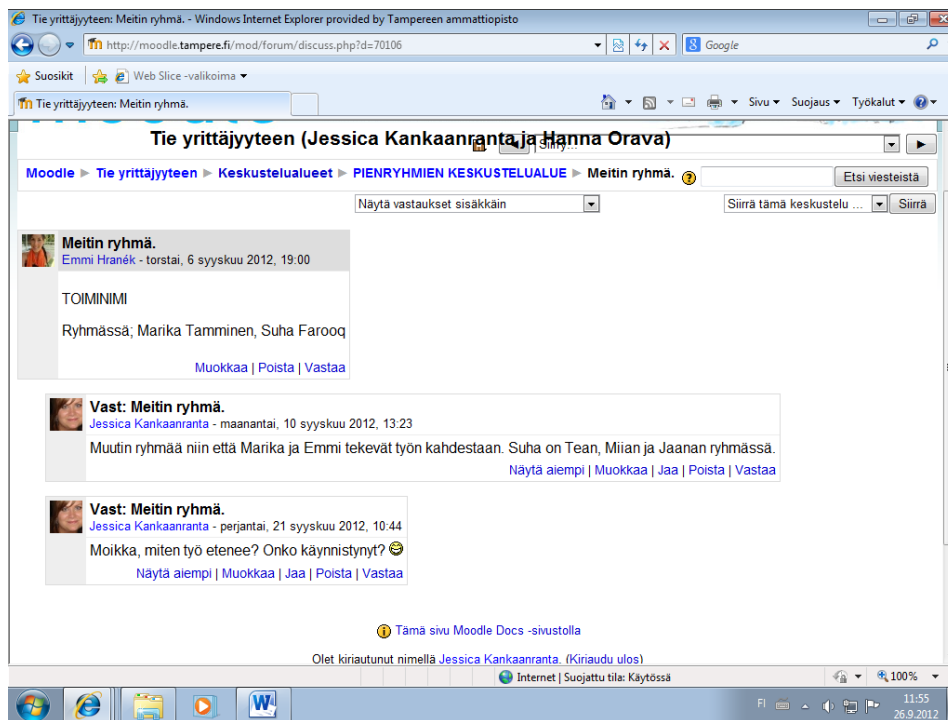 Tie yrittäjyyteen: Meitin ryhmä. - Windows Internet Explorer provided by Tampereen ammattiopisto
http://moodle.tampere.fi/mod/forum/discuss.php?d=70106
Google
Suosikit Web Slice -valikoima
Tie yrittäjyyteen: Meitin ryhmä. Sivu Suojaus Työkalut
Tie yrittäjyyteen (Jessica Kankaanranta ja Hanna Orava)
Siirry...
Moodle ► Tie yrittäjyyteen ► Keskustelualueet ► PIENRYHMIEN KESKUSTELUALUE ► Meitin ryhmä. Etsi viesteistä
Näytä vastaukset sisäkkäin Siirrä tämä keskustelu ... Siirrä
Meitin ryhmä.
Emmi Hranék - torstai, 6 syyskuu 2012, 19:00
TOIMINIMI
Ryhmässä; Marika Tamminen, Suha Farooq
Muokkaa | Poista | Vastaa
Vast: Meitin ryhmä.
Jessica Kankaanranta - maanantai, 10 syyskuu 2012, 13:23
Muutin ryhmää niin että Marika ja Emmi tekevät työn kahdestaan. Suha on Tean, Miian ja Jaanan ryhmässä.
Näytä aiempi | Muokkaa | Jaa | Poista | Vastaa
Vast: Meitin ryhmä.
Jessica Kankaanranta - perjantai, 21 syyskuu 2012, 10:44
Moikka, miten työ etenee? Onko käynnistynyt?
Näytä aiempi | Muokkaa | Jaa | Poista | Vastaa
Tämä sivu Moodle Docs -sivustolla
Olet kirjautunut nimellä Jessica Kankaanranta. (Kirjaudu ulos)
Internet | Suojattu tila: Käytössä 100%
FI 11:55
26.9.2012